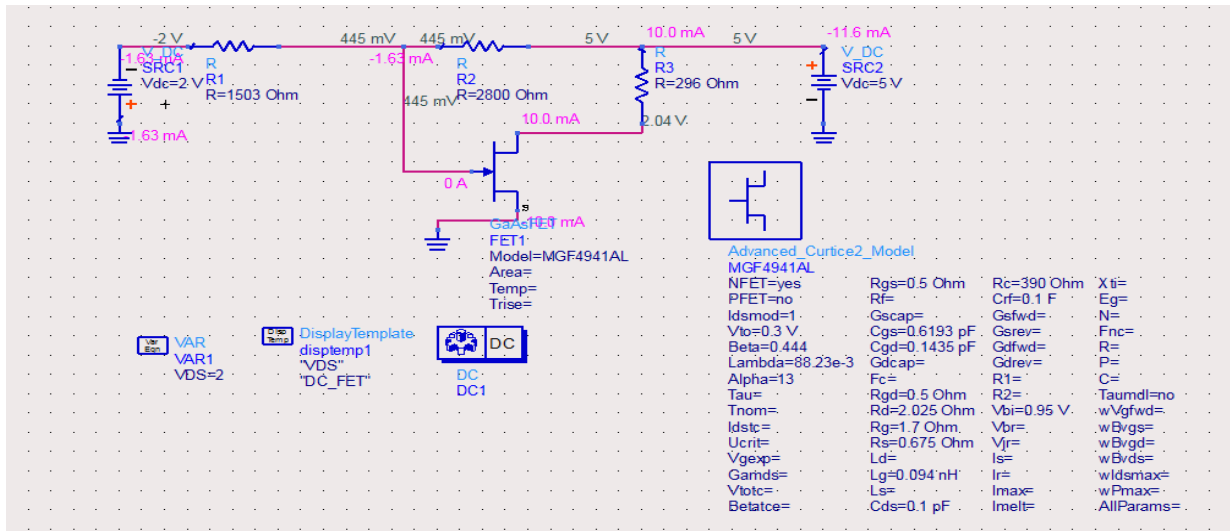 -2 V
445 mV
445 mV
5 V
10.0 mA
5 V
-11.6 mA
V_DC
-1.63 mA
SRC1
Vdc=2 V
R
R1
R=1503 Ohm
-1.63 mA
R
R2
R=2800 Ohm
R
R3
R=296 Ohm
V_DC
SRC2
Vdc=5 V
445 mV
10.0 mA
2.04 V
-1.63 mA
0 A
-10.0 mA
GaAsFET
FET1
Model=MGF4941AL
Area=
Temp=
Trise=
Var
Eqn
VAR
VAR1
VDS=2
Disp
Temp
DisplayTemplate
disptemp1
"VDS"
"DC_FET"
DC
DC
DC1
Advanced_Curtice2_Model
MGF4941AL
NFET=yes Rgs=0.5 Ohm Rc=390 Ohm Xti=
PFET=no Rf= Crf=0.1 F Eg=
Idsmod=1 Gscap= Gsfwd= N=
Vto=0.3 V Cgs=0.6193 pF Gsrev= Fnc=
Beta=0.444 Cgd=0.1435 pF Gdfwd= R=
Lambda=88.23e-3 Gdcap= Gdrev= P=
Alpha=13 Fc= R1= C=
Tau= Rgd=0.5 Ohm R2= Taumdl=no
Tnom= Rd=2.025 Ohm Vbi=0.95 V wVgfwd=
Idstc= Rg=1.7 Ohm Vbr= wBvgs=
Ucrit= Rs=0.675 Ohm Vjr= wBvgd=
Vgexp= Ld= Is= wBvds=
Gamds= Lg=0.094 nH Ir= wIdsmax=
Vtotc= Ls= Imax= wPmax=
Betatce= Cds=0.1 pF Imelt= AllParams=